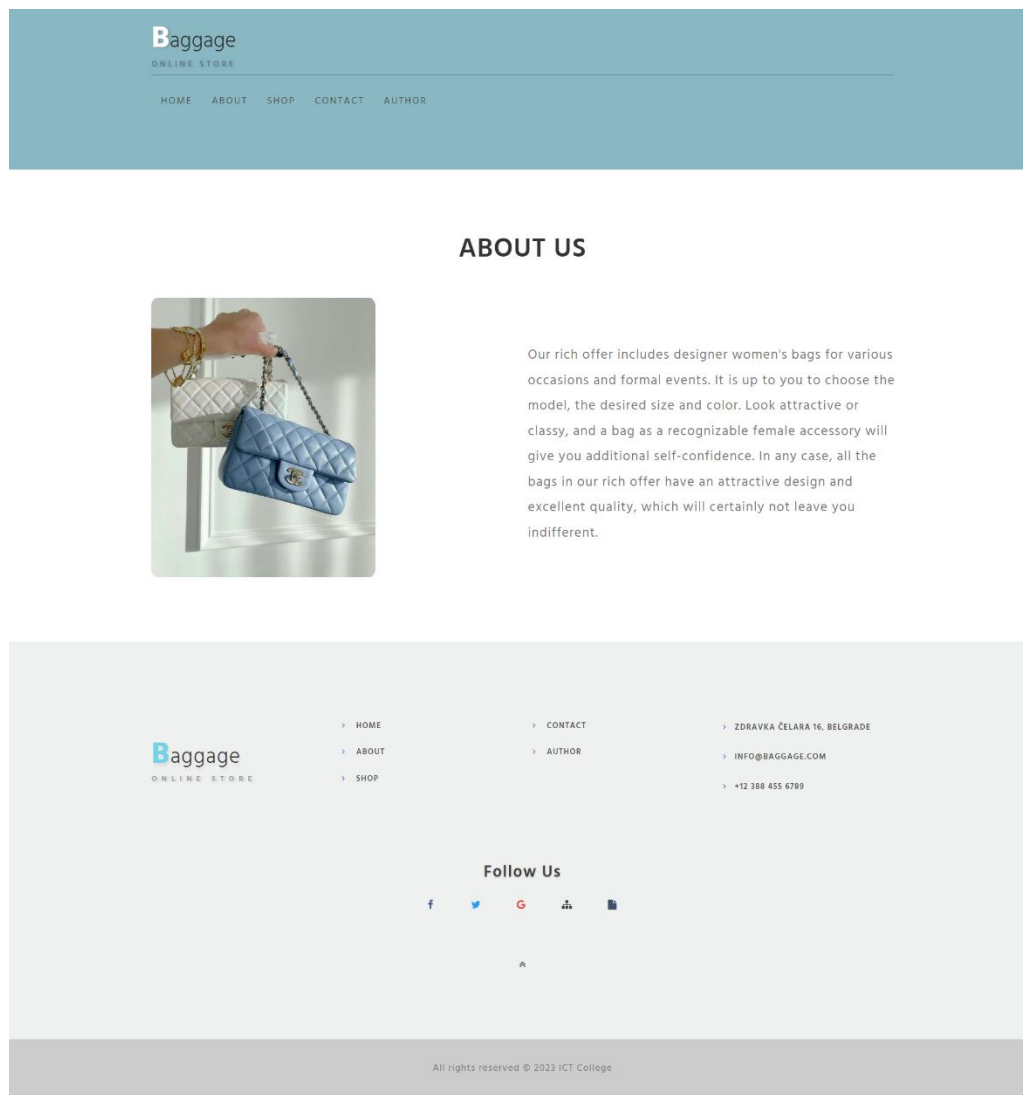 Baggage
ONLINE STORE
HOME ABOUT SHOP CONTACT AUTHOR
ABOUT US
Our rich offer includes designer women's bags for various
occasions and formal events. It is up to you to choose the
model, the desired size and color. Look attractive or
classy, and a bag as a recognizable female accessory will
give you additional self-confidence. In any case, all the
bags in our rich offer have an attractive design and
excellent quality, which will certainly not leave you
indifferent.
Baggage
ONLINE STORE
HOME
ABOUT
SHOP
CONTACT
AUTHOR
ZDRAVKA ČELARA 16, BELGRADE
INFO@BAGGAGE.COM
+12 388 455 6789
Follow Us
All rights reserved © 2023 ICT College